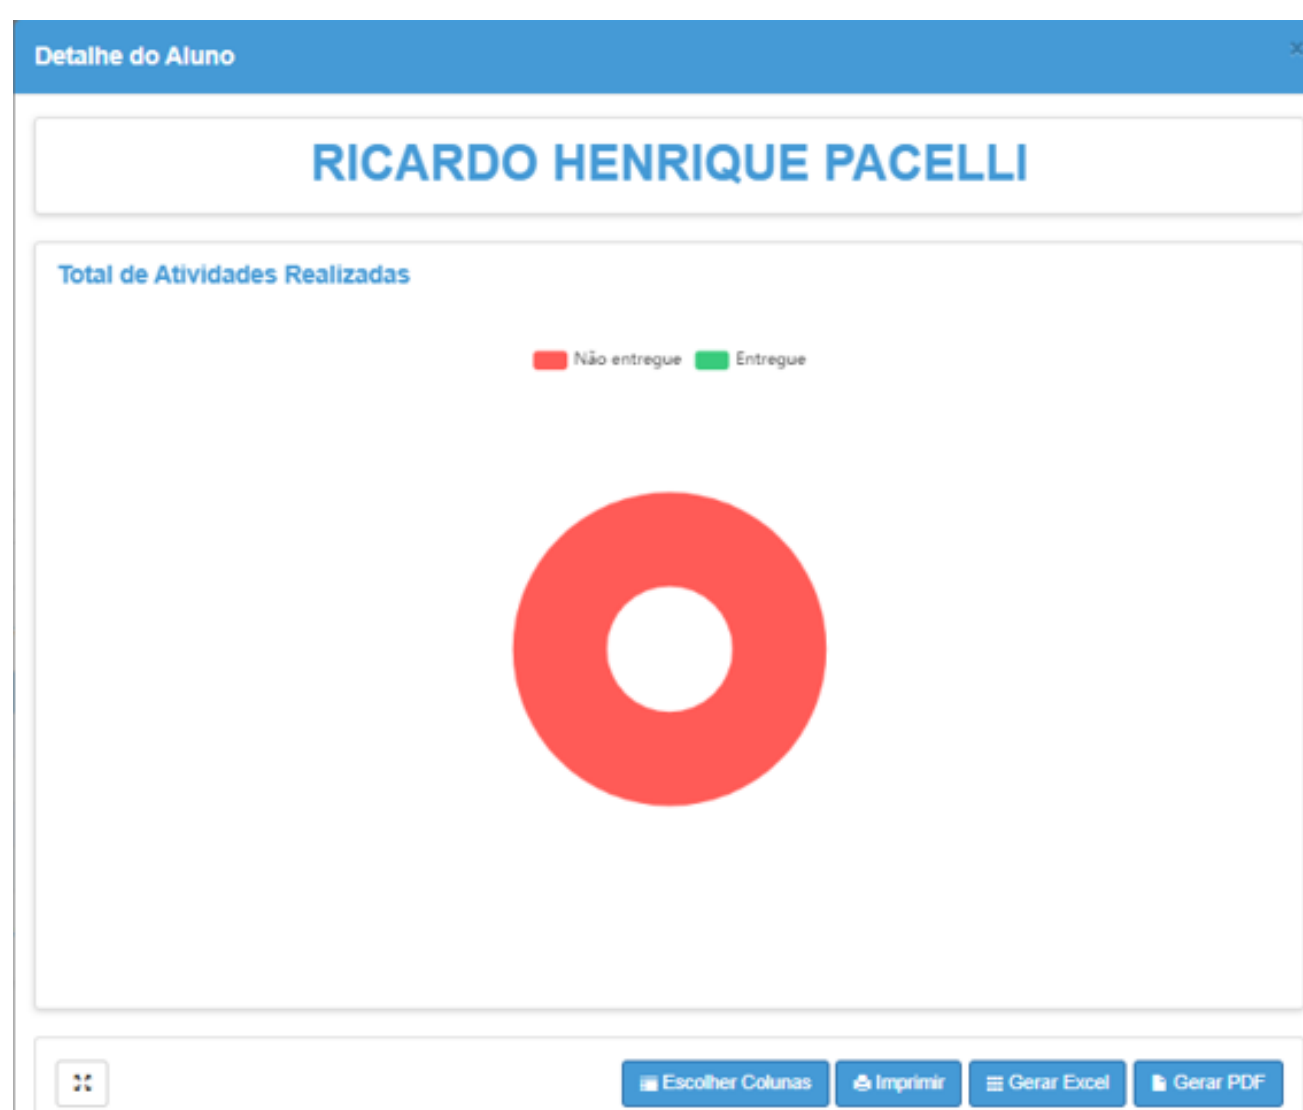 Detalhe do Aluno
RICARDO HENRIQUE PACELLI
Total de Atividades Realizadas
Não entregue Entregue
Escolher Colunas Imprimir Gerar Excel Gerar PDF